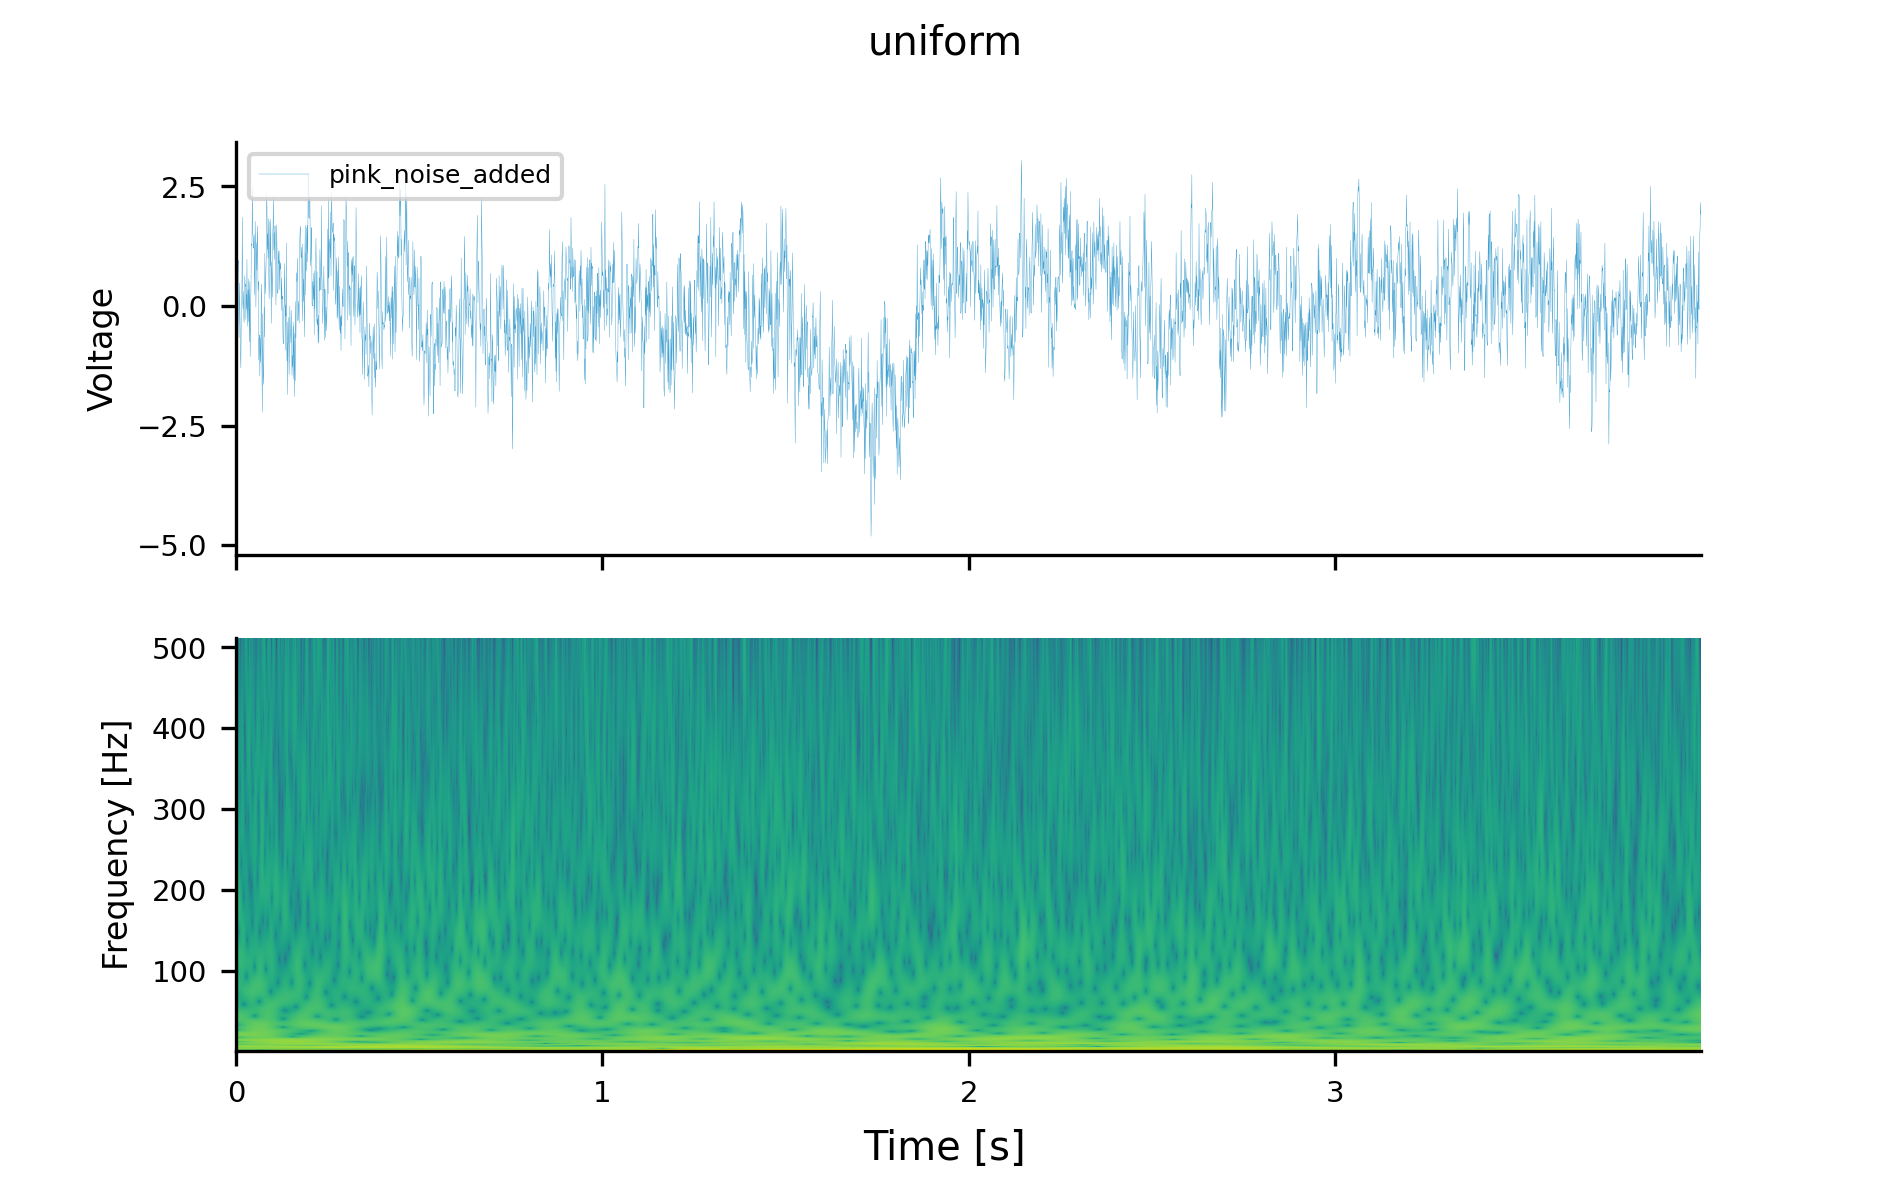 uniform
pink_noise_added
Voltage
2.5
0.0
−2.5
−5.0
Frequency [Hz]
500
400
300
200
100
0 1 2 3
Time [s]